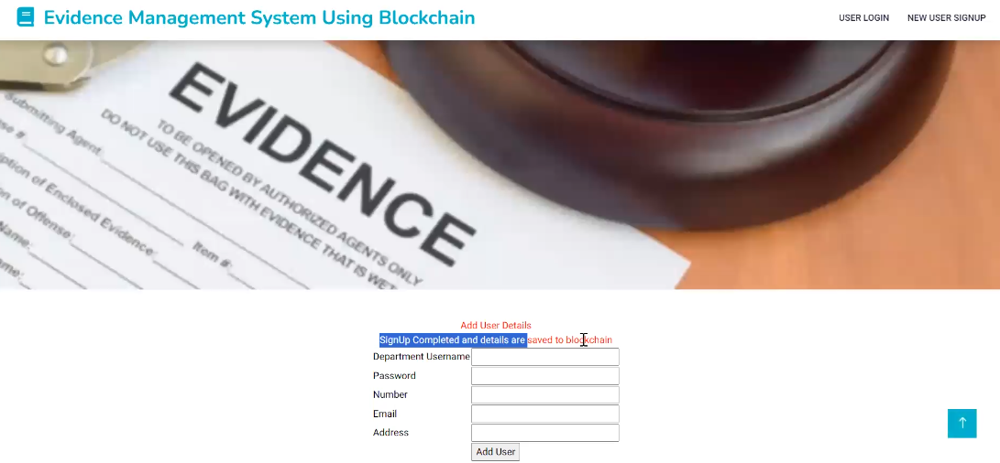 Evidence Management System Using Blockchain
USER LOGIN NEW USER SIGNUP
EVIDENCE
DO NOT USE THIS BAG WITH EVIDENCE THAT IS WET
TO BE OPENED BY AUTHORIZED AGENTS ONLY
Submitting Agent:
se #
ption of Enclosed Evidence:
Item #:
on of Offense:
Name:
ame:
Add User Details
SignUp Completed and details are saved to blockchain
Department Username
Password
Number
Email
Address
Add User